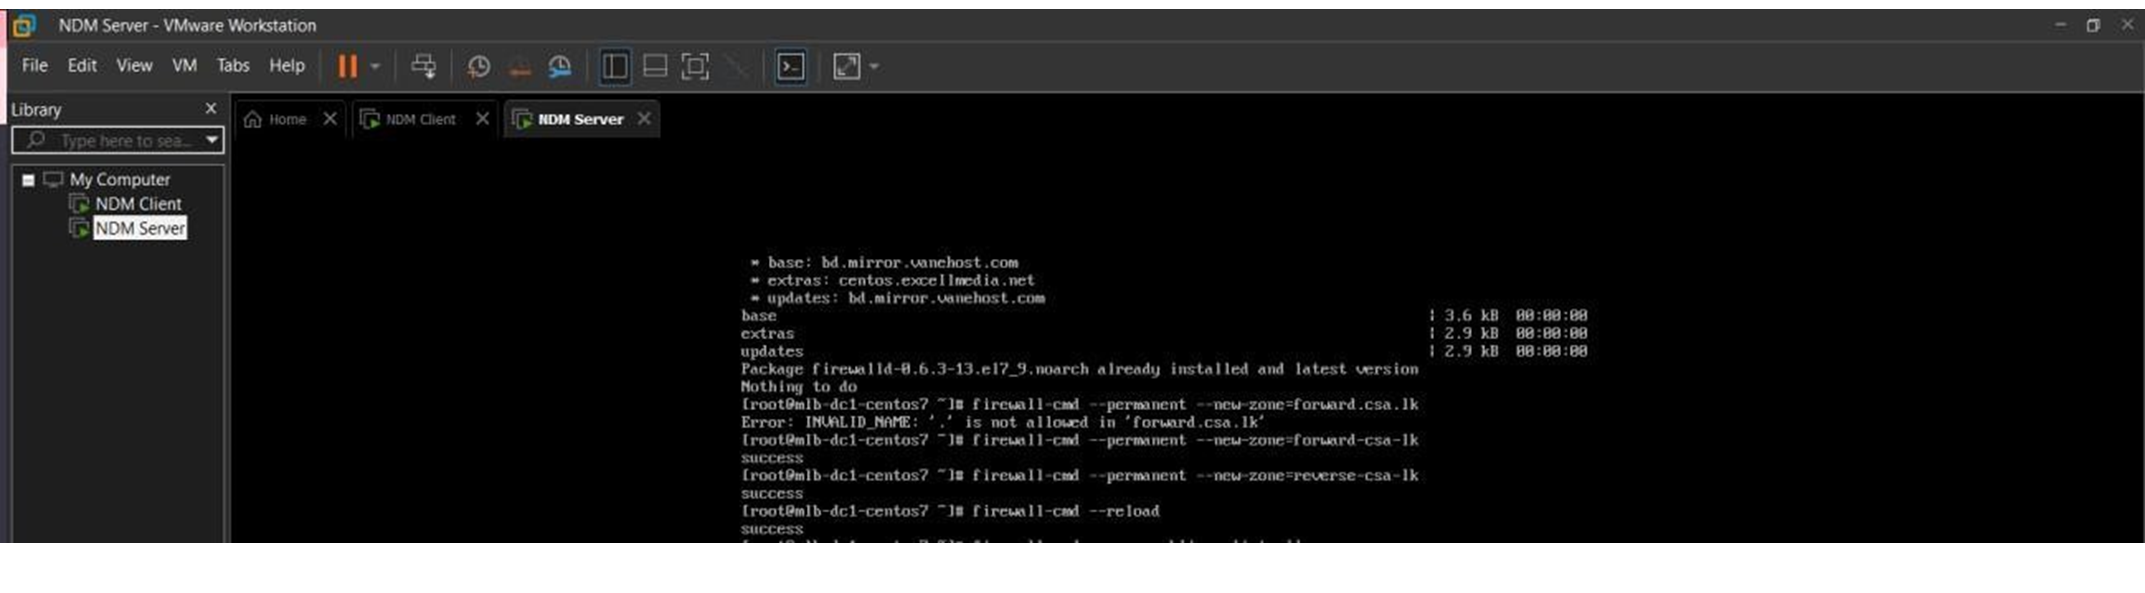 NDM Server - VMware Workstation
File Edit View VM Tabs Help
Library
Home NDM Client NDM Server
Type here to sea...
My Computer
NDM Client
NDM Server
* base: bd.mirror.vanehost.com
* extras: centos.excellmedia.net
* updates: bd.mirror.vanehost.com
base | 3.6 kB 00:00:00
extras | 2.9 kB 00:00:00
updates | 2.9 kB 00:00:00
Package firewalld-0.6.3-13.el7_9.noarch already installed and latest version
Nothing to do
[root@mlb-dc1-centos7 ~]# firewall-cmd --permanent --new-zone=forward.csa.lk
Error: INVALID_NAME: '.' is not allowed in 'forward.csa.lk'
[root@mlb-dc1-centos7 ~]# firewall-cmd --permanent --new-zone=forward-csa-lk
success
[root@mlb-dc1-centos7 ~]# firewall-cmd --permanent --new-zone=reverse-csa-lk
success
[root@mlb-dc1-centos7 ~]# firewall-cmd --reload
success